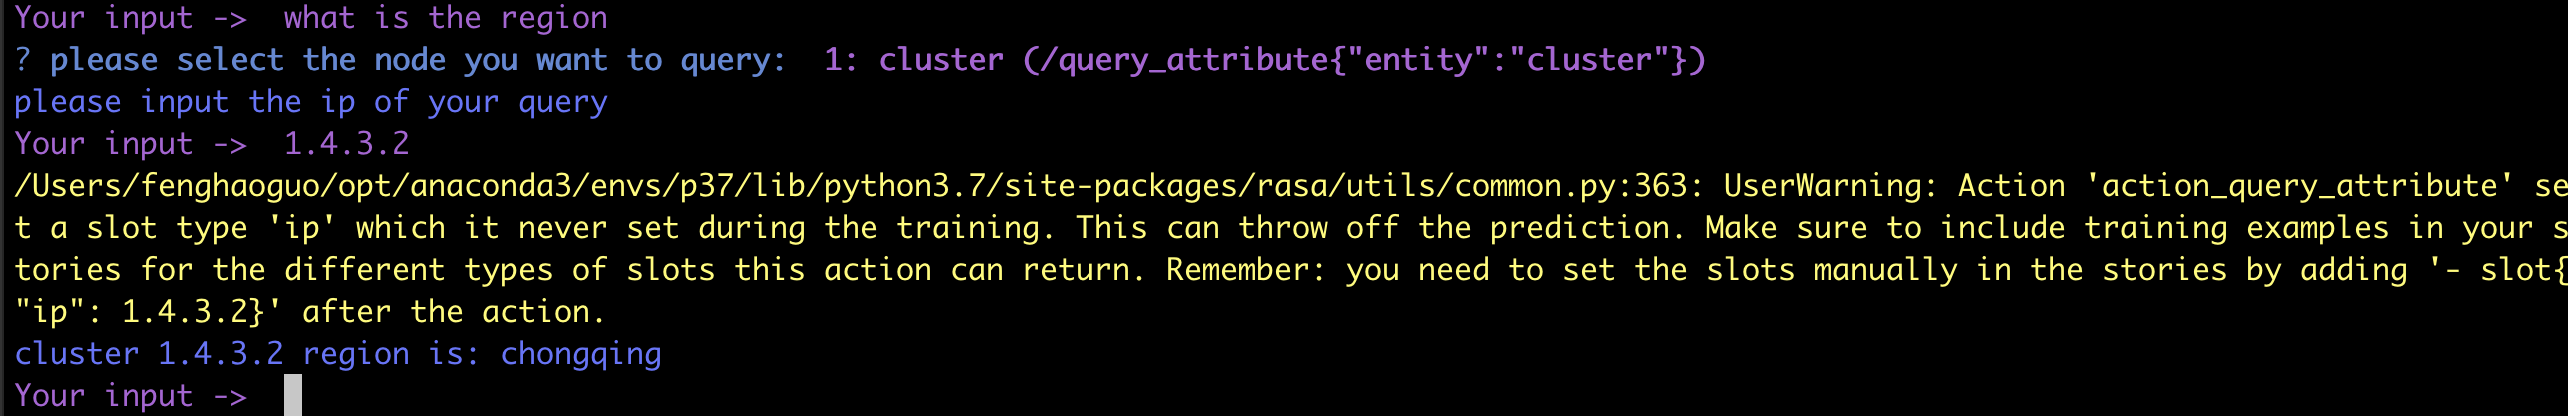 Your input ->  what is the region
? please select the node you want to query:  1: cluster (/query_attribute{"entity":"cluster"})
please input the ip of your query
Your input ->  1.4.3.2
/Users/fenghaoguo/opt/anaconda3/envs/p37/lib/python3.7/site-packages/rasa/utils/common.py:363: UserWarning: Action 'action_query_attribute' se
t a slot type 'ip' which it never set during the training. This can throw off the prediction. Make sure to include training examples in your s
tories for the different types of slots this action can return. Remember: you need to set the slots manually in the stories by adding '- slot{
"ip": 1.4.3.2}' after the action.
cluster 1.4.3.2 region is: chongqing
Your input ->